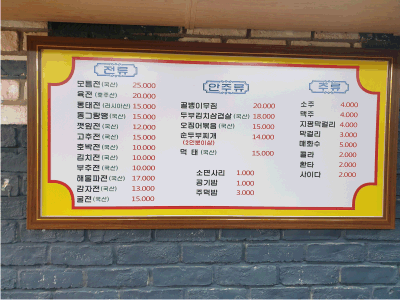 전류
모듬전(국산) 25,000
육전(호주산) 20,000
동태전(러시아산) 15,000
동그랑땡(국산) 15,000
깻잎전(국산) 12,000
고추전(국산) 15,000
호박전(국산) 10,000
김치전(국산) 10,000
부추전(국산) 10,000
해물파전(국산) 17,000
감자전(국산) 13,000
굴전(국산) 15,000
안주류
골뱅이무침 20,000
두부김치삼겹살(국산) 18,000
오징어볶음(국산) 15,000
순두부찌개 14,000
(2인분이상)
먹태(국산) 15,000
소면사리 1,000
공기밥 1,000
주먹밥 3,000
주류
소주 4,000
맥주 4,000
지평막걸리 4,000
막걸리 3,000
매화수 5,000
콜라 2,000
환타 2,000
사이다 2,000